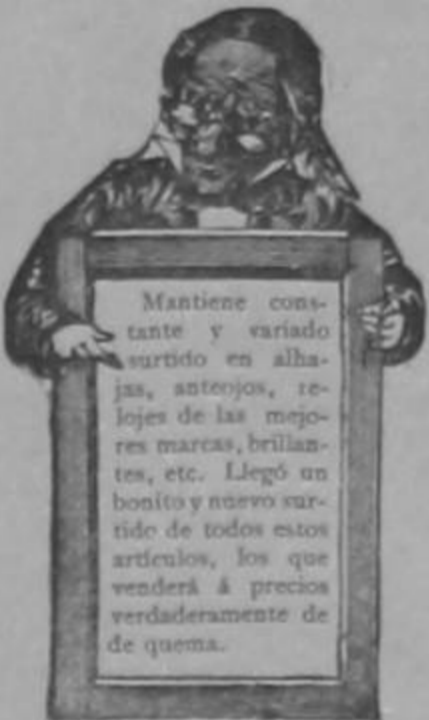 Mantiene cons-
tante y variado
surtido en alha-
jas, anteojos, re-
lojes de las mejo-
res marcas, brillan-
tes, etc. Llegó un
bonito y nuevo sur-
tido de todos estos
artículos, los que
venderá á precios
verdaderamente de
de quema.